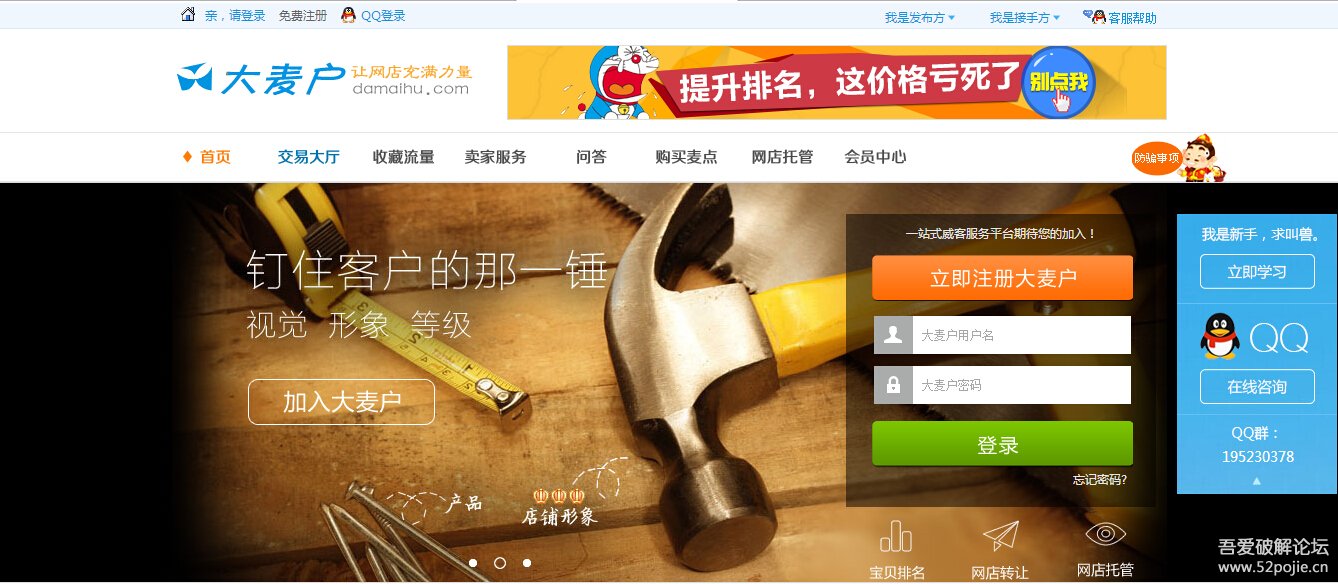 亲，请登录 免费注册 QQ登录 我是发布方 我是接手方 客服帮助
大麦户 让网店充满力量
damaihu.com
提升排名，这价格亏死了 别点我
首页 交易大厅 收藏流量 卖家服务 问答 购买麦点 网店托管 会员中心 防骗事项
钉住客户的那一锤
视觉 形象 等级
加入大麦户
产品
店铺形象
一站式威客服务平台期待您的加入！
立即注册大麦户
大麦户用户名
大麦户密码
登录
忘记密码?
宝贝排名 网店转让 网店托管
我是新手，求叫兽。
立即学习
QQ
在线咨询
QQ群：
195230378
吾爱破解论坛
www.52pojie.cn